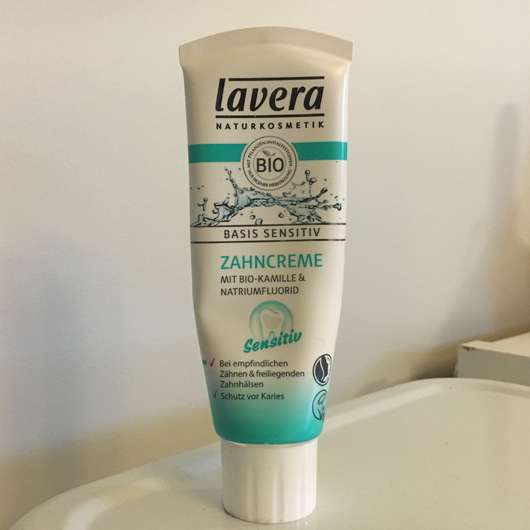 lavera
NATURKOSMETIK
BIO
BASIS SENSITIV
ZAHNCREME
MIT BIO-KAMILLE &
NATRIUMFLUORID
Sensitiv
Bei empfindlichen
Zähnen & freiliegenden
Zahnhälsen
Schutz vor Karies